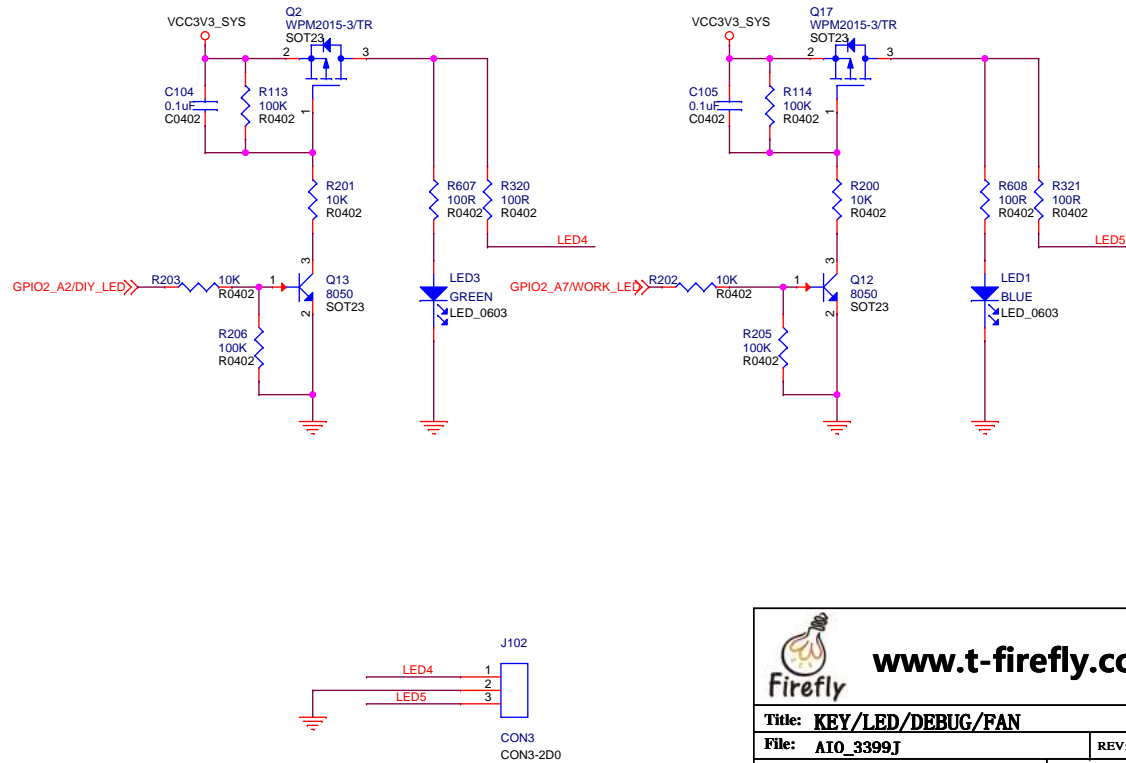 Q2
WPM2015-3/TR
SOT23
VCC3V3_SYS
2
3
1
C104
0.1uF
C0402
R113
100K
R0402
R201
10K
R0402
R607
100R
R0402
R320
100R
R0402
LED4
GPIO2_A2/DIY_LED
R203
10K
R0402
1
3
2
Q13
8050
SOT23
R206
100K
R0402
LED3
GREEN
LED_0603
Q17
WPM2015-3/TR
SOT23
VCC3V3_SYS
2
3
1
C105
0.1uF
C0402
R114
100K
R0402
R200
10K
R0402
R608
100R
R0402
R321
100R
R0402
LED5
GPIO2_A7/WORK_LED
R202
10K
R0402
1
3
2
Q12
8050
SOT23
R205
100K
R0402
LED1
BLUE
LED_0603
J102
LED4
1
2
LED5
3
CON3
CON3-2D0
Firefly
www.t-firefly.co
Title: KEY/LED/DEBUG/FAN
File: AIO_3399J
REV: